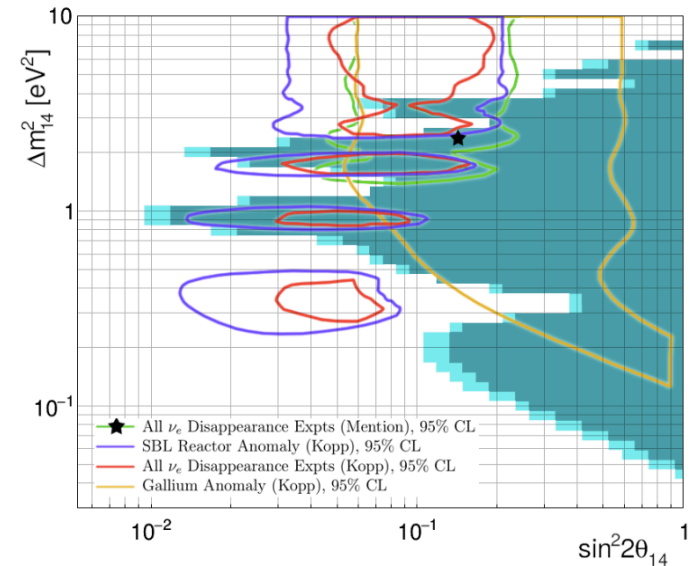 10
Δm²₁₄ [eV²]
1
10⁻¹
All νₑ Disappearance Expts (Mention), 95% CL
SBL Reactor Anomaly (Kopp), 95% CL
All νₑ Disappearance Expts (Kopp), 95% CL
Gallium Anomaly (Kopp), 95% CL
10⁻² 10⁻¹ 1
sin²2θ₁₄